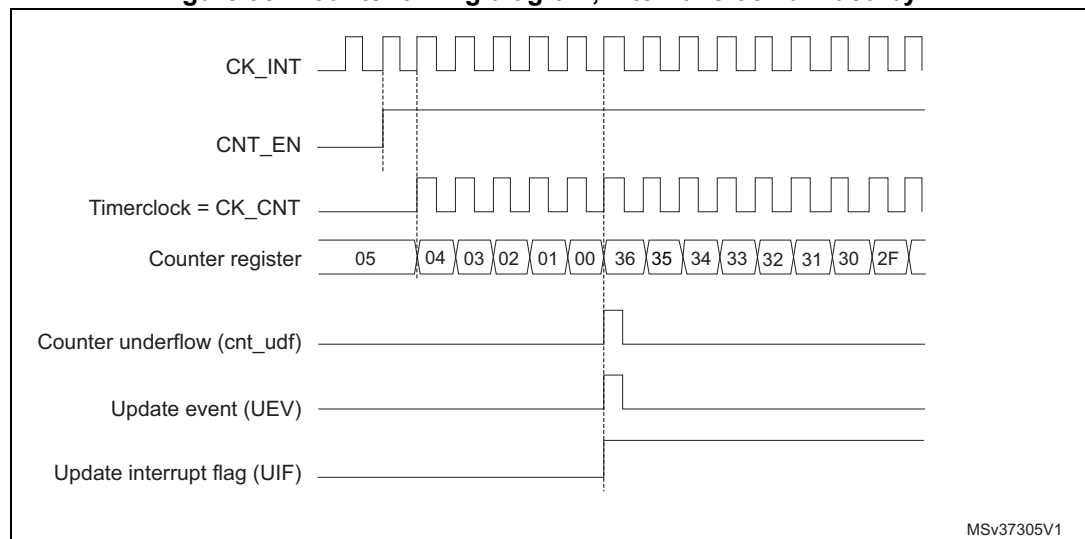 CK_INT
CNT_EN
Timerclock = CK_CNT
Counter register 05 04 03 02 01 00 36 35 34 33 32 31 30 2F
Counter underflow (cnt_udf)
Update event (UEV)
Update interrupt flag (UIF)
MSv37305V1